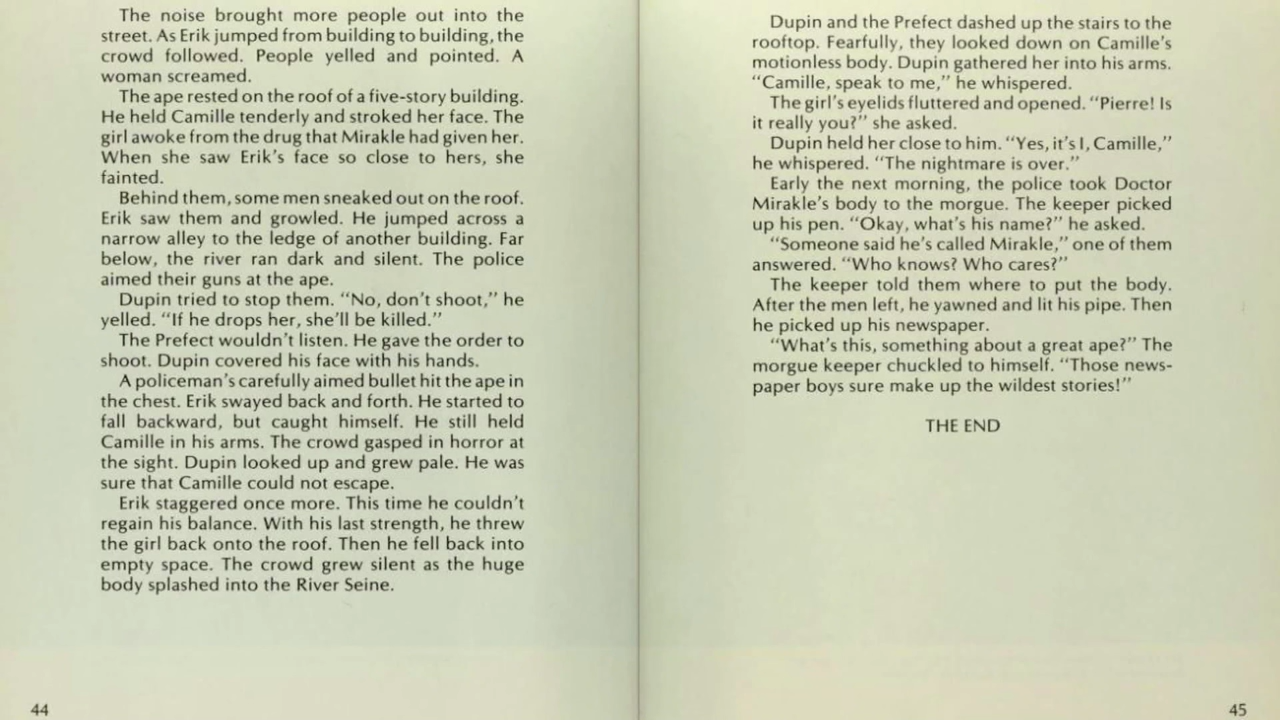 The noise brought more people out into the
street. As Erik jumped from building to building, the
crowd followed. People yelled and pointed. A
woman screamed.
The ape rested on the roof of a five-story building.
He held Camille tenderly and stroked her face. The
girl awoke from the drug that Mirakle had given her.
When she saw Erik's face so close to hers, she
fainted.
Behind them, some men sneaked out on the roof.
Erik saw them and growled. He jumped across a
narrow alley to the ledge of another building. Far
below, the river ran dark and silent. The police
aimed their guns at the ape.
Dupin tried to stop them. “No, don't shoot,” he
yelled. “If he drops her, she'll be killed.”
The Prefect wouldn't listen. He gave the order to
shoot. Dupin covered his face with his hands.
A policeman's carefully aimed bullet hit the ape in
the chest. Erik swayed back and forth. He started to
fall backward, but caught himself. He still held
Camille in his arms. The crowd gasped in horror at
the sight. Dupin looked up and grew pale. He was
sure that Camille could not escape.
Erik staggered once more. This time he couldn't
regain his balance. With his last strength, he threw
the girl back onto the roof. Then he fell back into
empty space. The crowd grew silent as the huge
body splashed into the River Seine.
44
Dupin and the Prefect dashed up the stairs to the
rooftop. Fearfully, they looked down on Camille's
motionless body. Dupin gathered her into his arms.
“Camille, speak to me,” he whispered.
The girl's eyelids fluttered and opened. “Pierre! Is
it really you?” she asked.
Dupin held her close to him. “Yes, it's I, Camille,”
he whispered. “The nightmare is over.”
Early the next morning, the police took Doctor
Mirakle's body to the morgue. The keeper picked
up his pen. “Okay, what's his name?” he asked.
“Someone said he's called Mirakle,” one of them
answered. “Who knows? Who cares?”
The keeper told them where to put the body.
After the men left, he yawned and lit his pipe. Then
he picked up his newspaper.
“What's this, something about a great ape?” The
morgue keeper chuckled to himself. “Those news-
paper boys sure make up the wildest stories!”
THE END
45